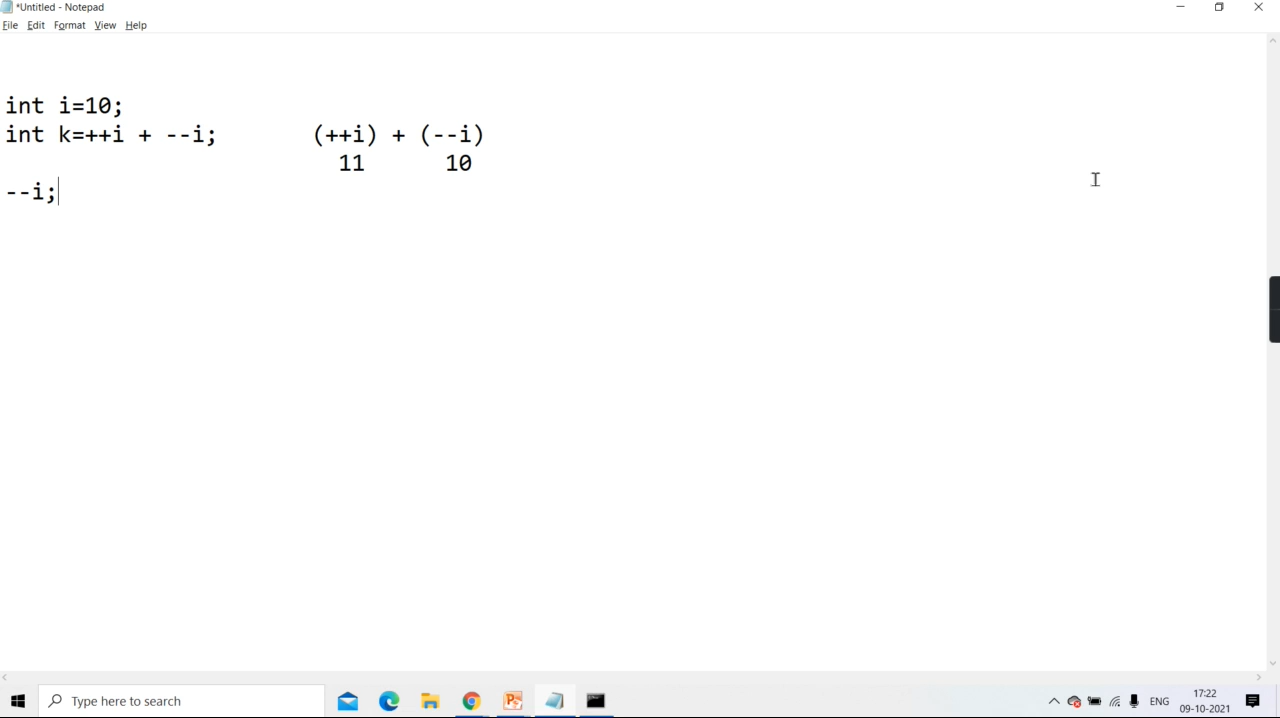 *Untitled - Notepad
File Edit Format View Help
int i=10;
int k=++i + --i; (++i) + (--i)
11 10
--i;
Type here to search
ENG
17:22
09-10-2021